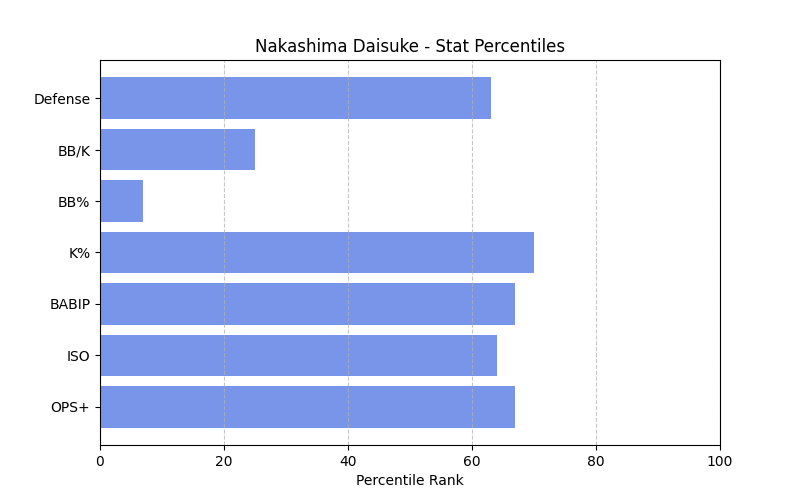 Nakashima Daisuke - Stat Percentiles
Defense
BB/K
BB%
K%
BABIP
ISO
OPS+
0 20 40 60 80 100
Percentile Rank